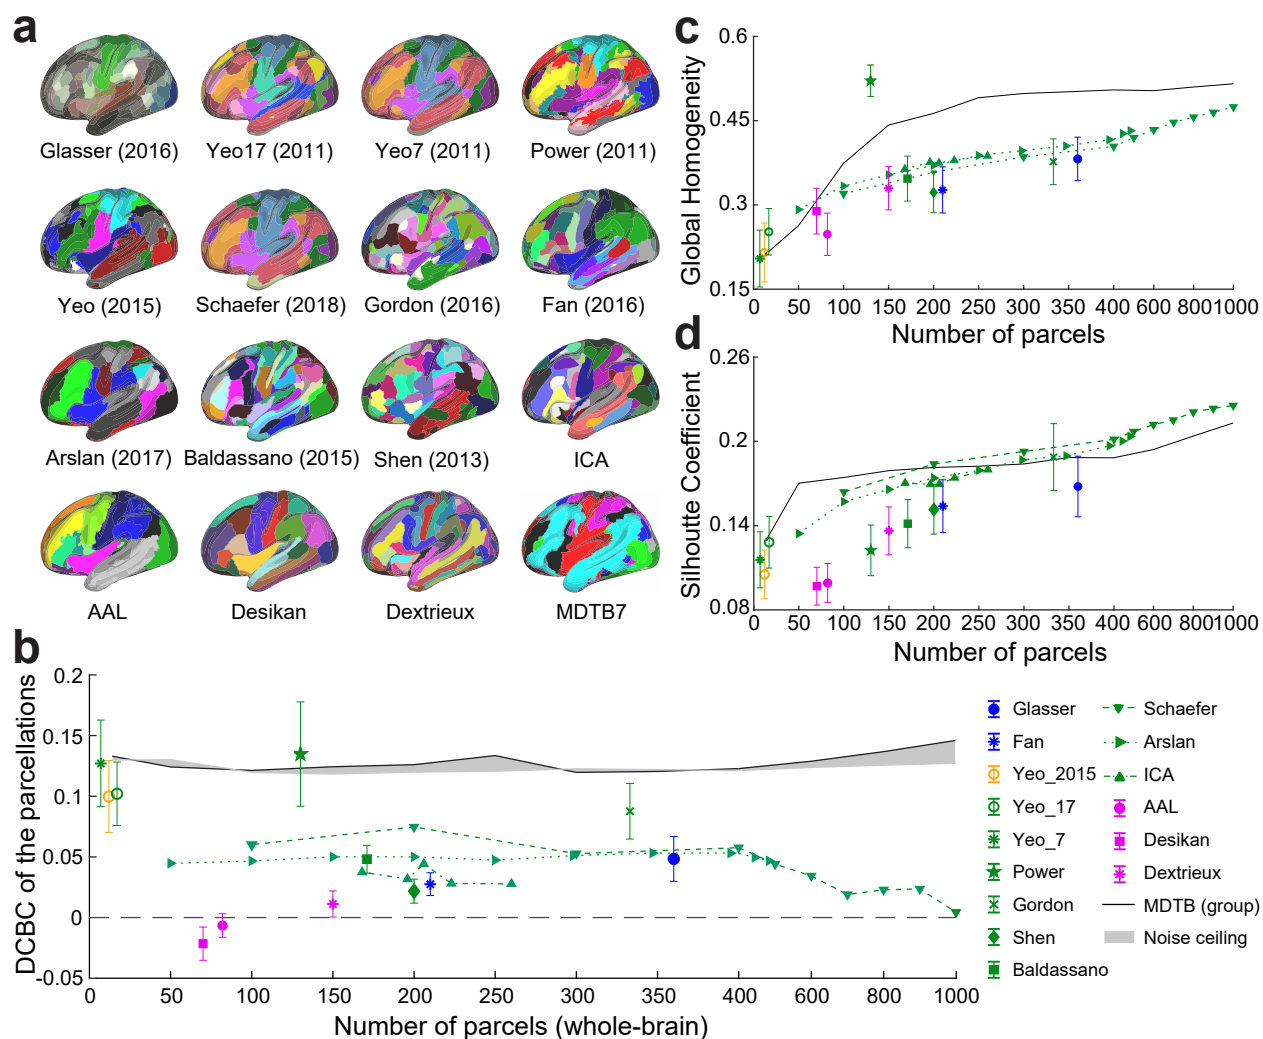 a
Glasser (2016)
Yeo17 (2011)
Yeo7 (2011)
Power (2011)
Yeo (2015)
Schaefer (2018)
Gordon (2016)
Fan (2016)
Arslan (2017)
Baldassano (2015)
Shen (2013)
ICA
AAL
Desikan
Dextrieux
MDTB7
c
Global Homogeneity
0.6
0.45
0.3
0.15
0 50 100 150 200 250 300 350 400 600 8001000
Number of parcels
d
Silhoutte Coefficient
0.26
0.2
0.14
0.08
0 50 100 150 200 250 300 350 400 600 8001000
Number of parcels
b
DCBC of the parcellations
0.2
0.15
0.1
0.05
0
-0.05
0 50 100 150 200 250 300 350 400 600 800 1000
Number of parcels (whole-brain)
Glasser
Fan
Yeo_2015
Yeo_17
Yeo_7
Power
Gordon
Shen
Baldassano
Schaefer
Arslan
ICA
AAL
Desikan
Dextrieux
MDTB (group)
Noise ceiling